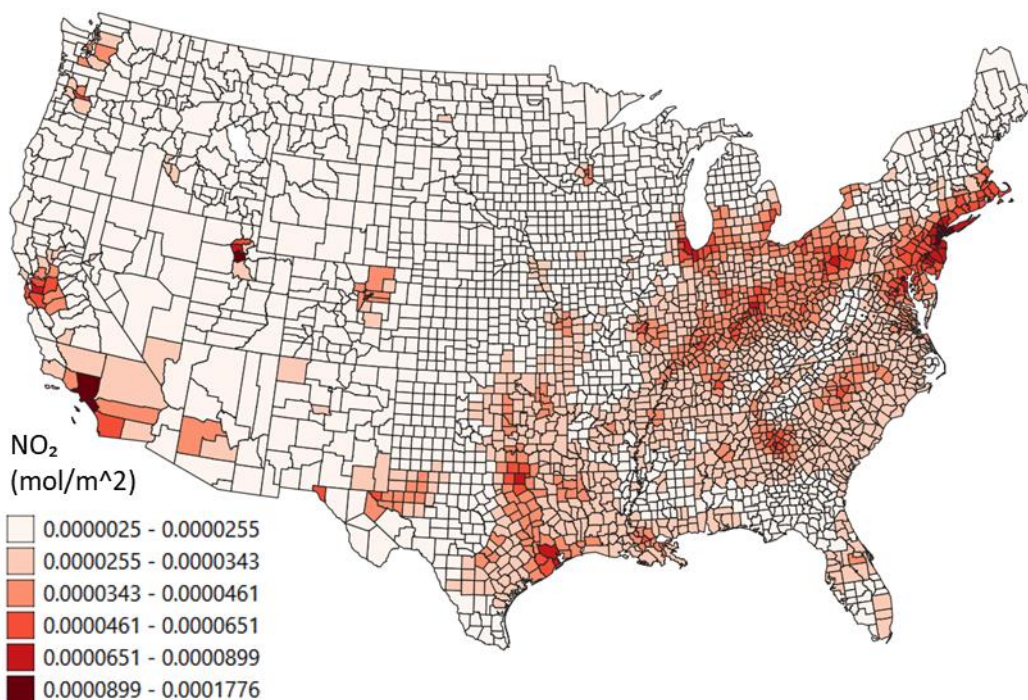 NO₂
(mol/m^2)
0.0000025 - 0.0000255
0.0000255 - 0.0000343
0.0000343 - 0.0000461
0.0000461 - 0.0000651
0.0000651 - 0.0000899
0.0000899 - 0.0001776